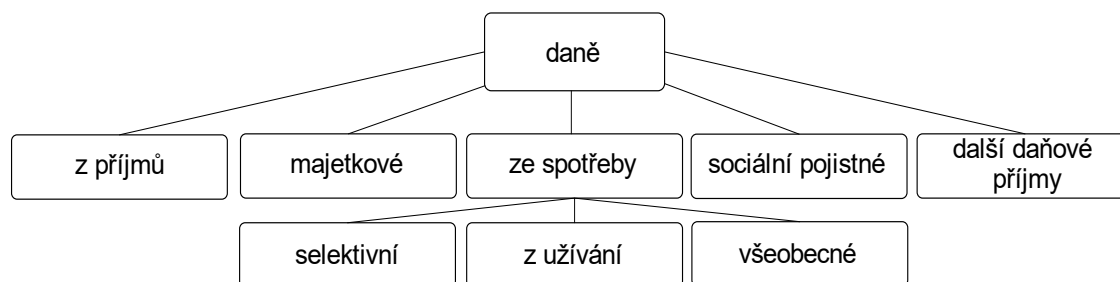 daně
z příjmů
majetkové
ze spotřeby
sociální pojistné
další daňové
příjmy
selektivní
z užívání
všeobecné